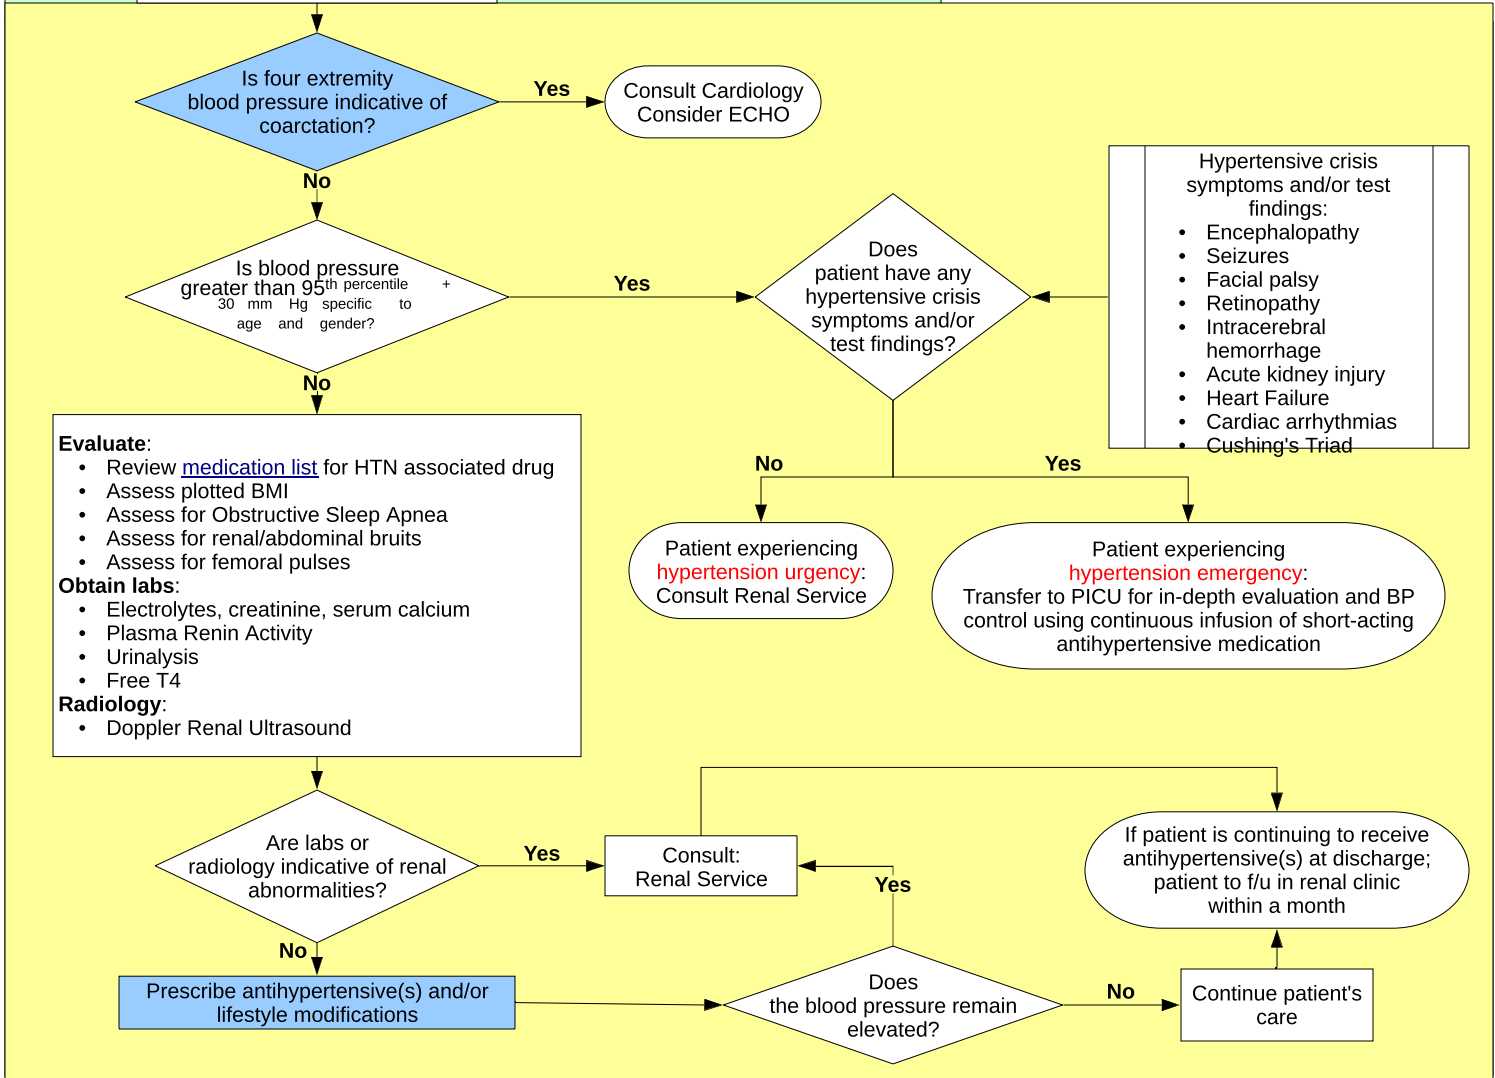 Is four extremity
blood pressure indicative of
coarctation?
Yes
Consult Cardiology
Consider ECHO
No
Is blood pressure
greater than 95th percentile +
30 mm Hg specific to
age and gender?
Yes
Does
patient have any
hypertensive crisis
symptoms and/or
test findings?
Hypertensive crisis
symptoms and/or test
findings:
• Encephalopathy
• Seizures
• Facial palsy
• Retinopathy
• Intracerebral
hemorrhage
• Acute kidney injury
• Heart Failure
• Cardiac arrhythmias
• Cushing's Triad
No
Evaluate:
• Review medication list for HTN associated drug
• Assess plotted BMI
• Assess for Obstructive Sleep Apnea
• Assess for renal/abdominal bruits
• Assess for femoral pulses
Obtain labs:
• Electrolytes, creatinine, serum calcium
• Plasma Renin Activity
• Urinalysis
• Free T4
Radiology:
• Doppler Renal Ultrasound
No
Yes
Patient experiencing
hypertension urgency:
Consult Renal Service
Patient experiencing
hypertension emergency:
Transfer to PICU for in-depth evaluation and BP
control using continuous infusion of short-acting
antihypertensive medication
Are labs or
radiology indicative of renal
abnormalities?
Yes
Consult:
Renal Service
Yes
If patient is continuing to receive
antihypertensive(s) at discharge;
patient to f/u in renal clinic
within a month
No
Prescribe antihypertensive(s) and/or
lifestyle modifications
Does
the blood pressure remain
elevated?
No
Continue patient's
care